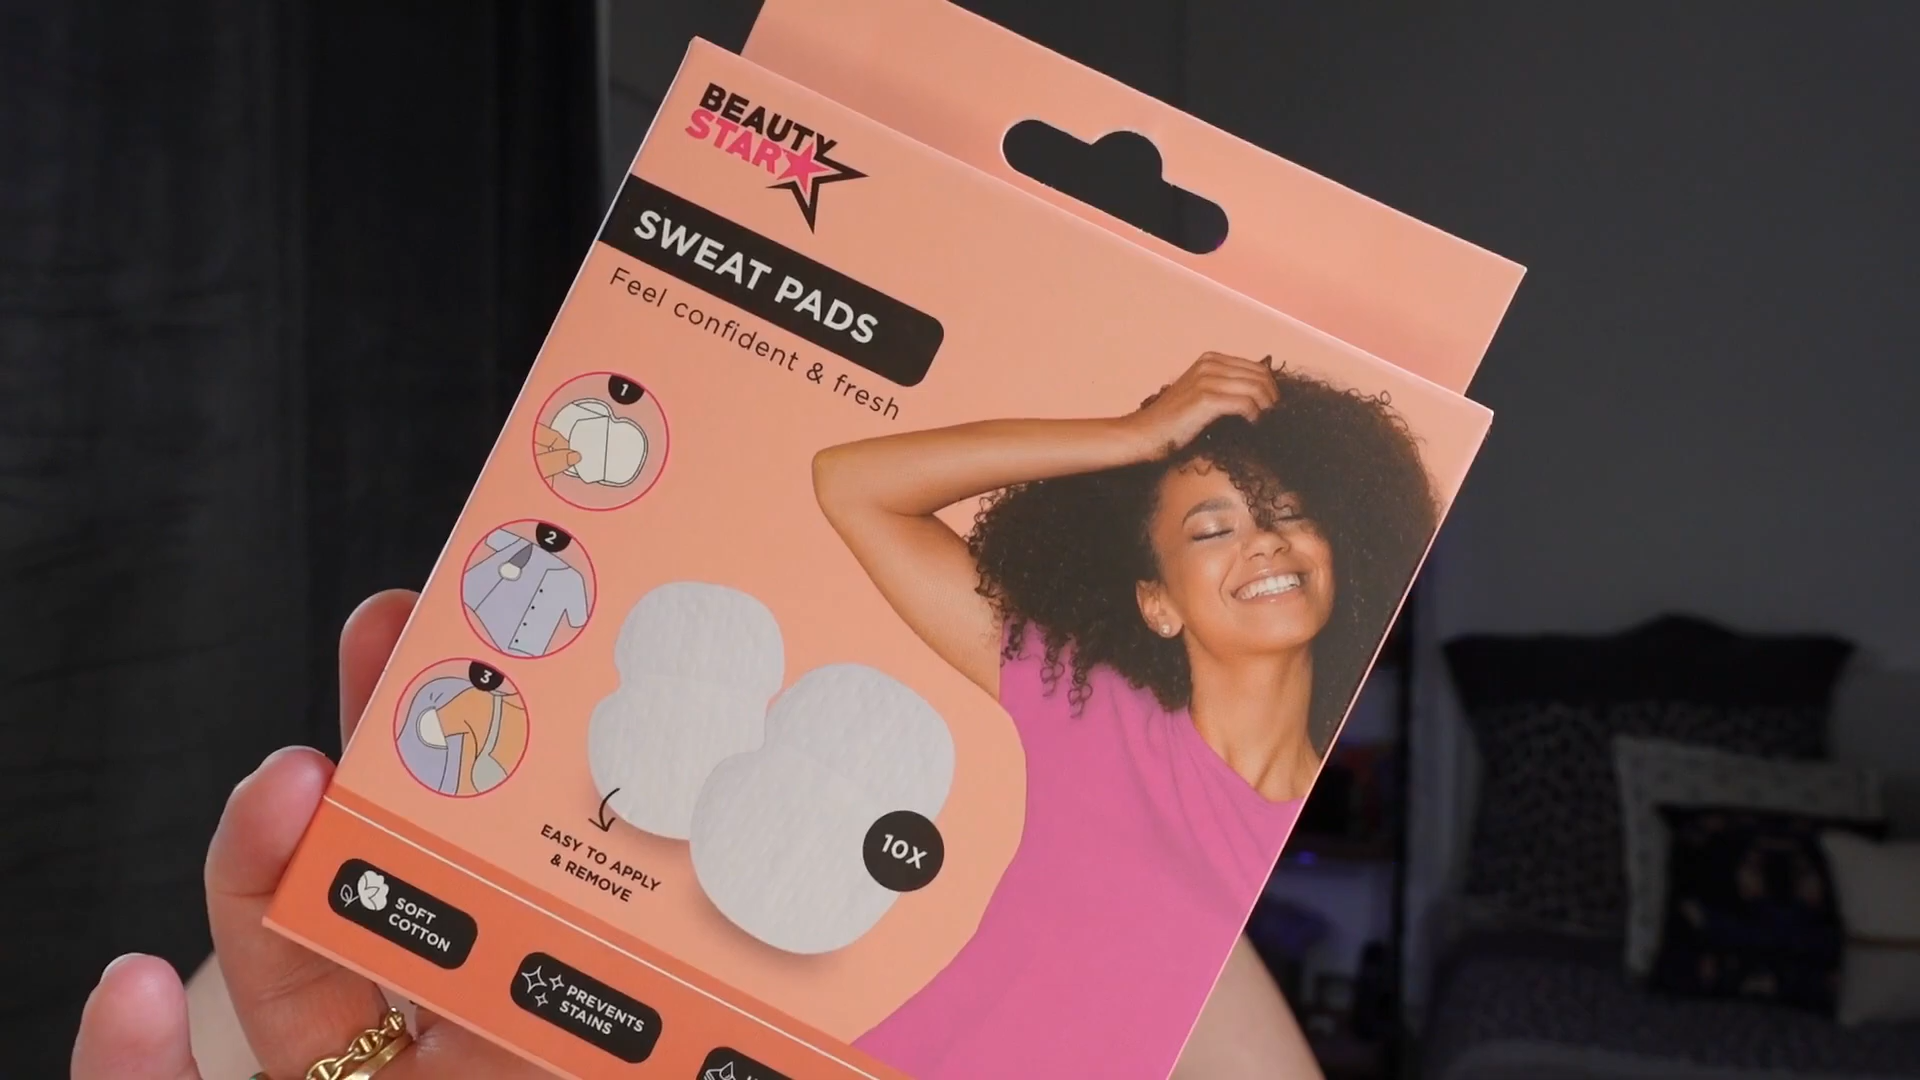 BEAUTY
STAR
SWEAT PADS
Feel confident & fresh
1
2
3
EASY TO APPLY
& REMOVE
10X
SOFT
COTTON
PREVENTS
STAINS